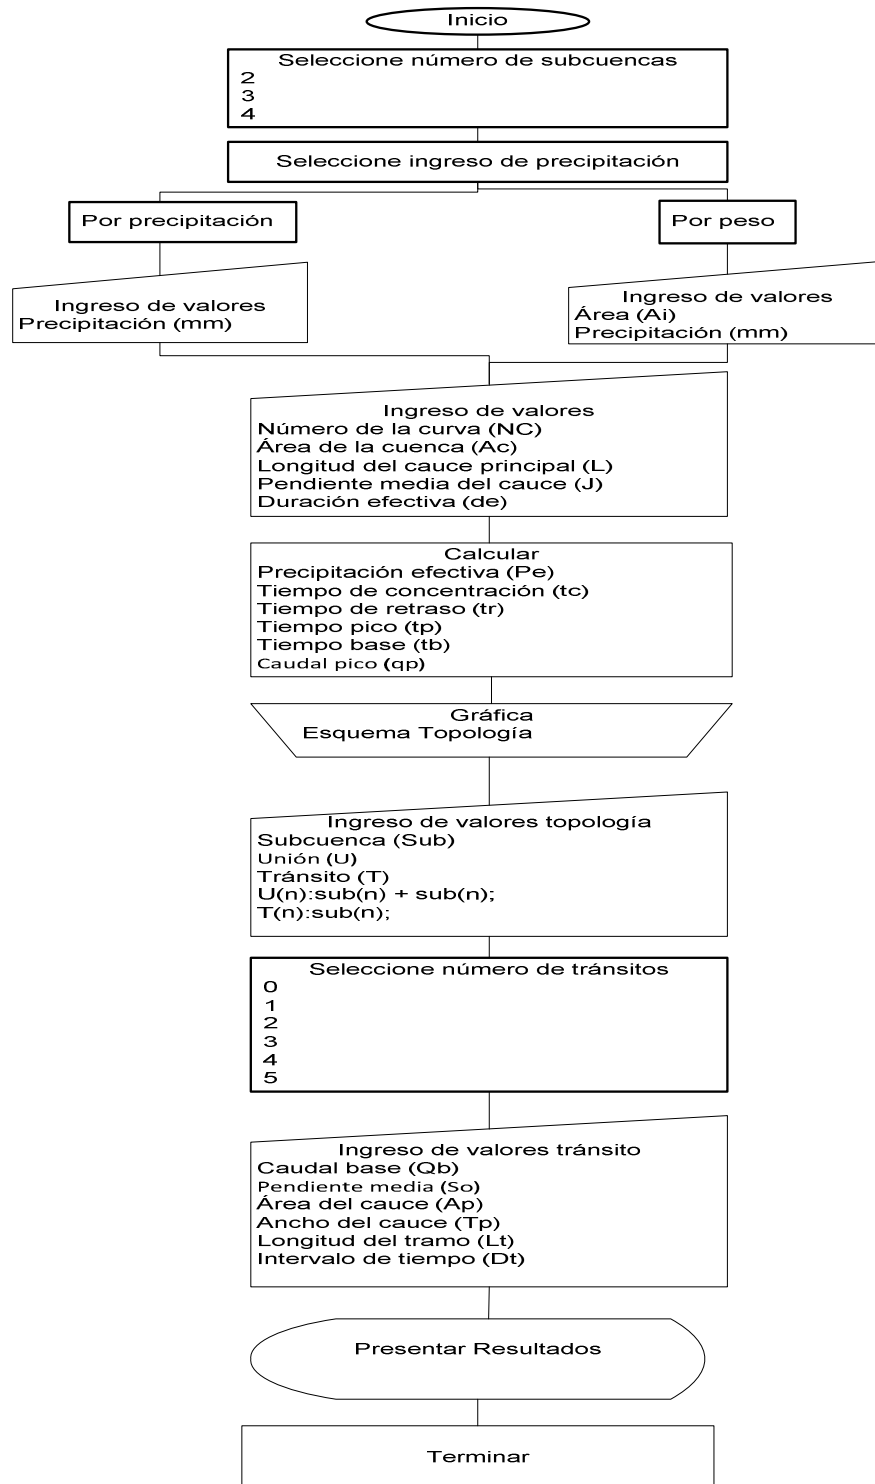 Inicio
Seleccione número de subcuencas
2
3
4
Seleccione ingreso de precipitación
Por precipitación
Por peso
Ingreso de valores
Precipitación (mm)
Ingreso de valores
Área (Ai)
Precipitación (mm)
Ingreso de valores
Número de la curva (NC)
Área de la cuenca (Ac)
Longitud del cauce principal (L)
Pendiente media del cauce (J)
Duración efectiva (de)
Calcular
Precipitación efectiva (Pe)
Tiempo de concentración (tc)
Tiempo de retraso (tr)
Tiempo pico (tp)
Tiempo base (tb)
Caudal pico (qp)
Gráfica
Esquema Topología
Ingreso de valores topología
Subcuenca (Sub)
Unión (U)
Tránsito (T)
U(n):sub(n) + sub(n);
T(n):sub(n);
Seleccione número de tránsitos
0
1
2
3
4
5
Ingreso de valores tránsito
Caudal base (Qb)
Pendiente media (So)
Área del cauce (Ap)
Ancho del cauce (Tp)
Longitud del tramo (Lt)
Intervalo de tiempo (Dt)
Presentar Resultados
Terminar